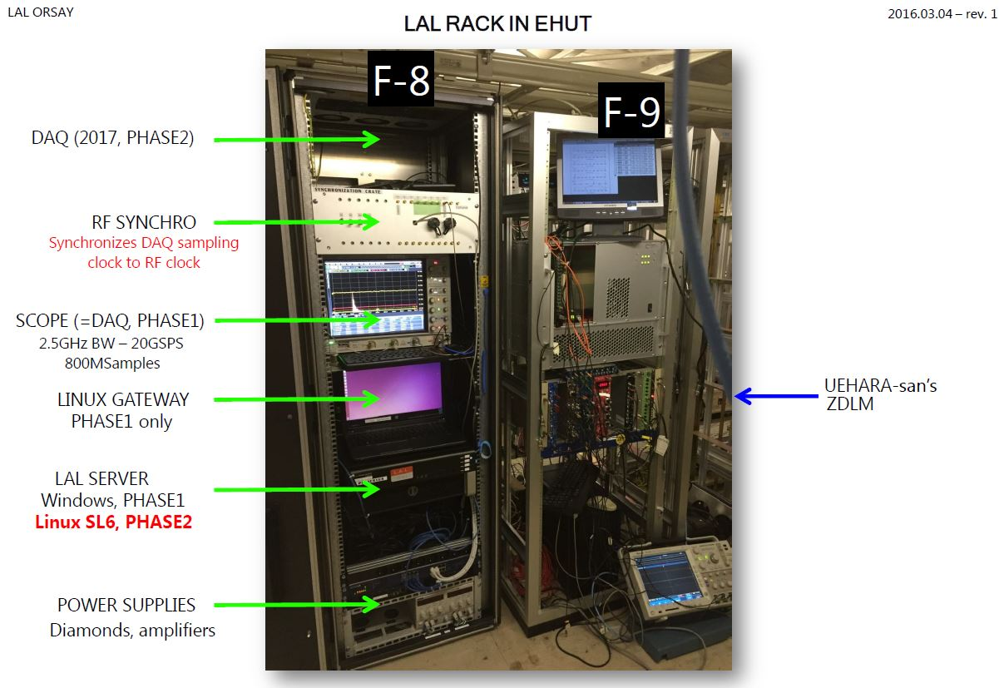 LAL ORSAY
2016.03.04 – rev. 1
LAL RACK IN EHUT
F-8
F-9
DAQ (2017, PHASE2)
SYNCHRONIZATION CRATE
RF SYNCHRO
Synchronizes DAQ sampling
clock to RF clock
SCOPE (=DAQ, PHASE1)
2.5GHz BW – 20GSPS
800MSamples
LINUX GATEWAY
PHASE1 only
UEHARA-san's
ZDLM
LAL SERVER
Windows, PHASE1
Linux SL6, PHASE2
LAL
POWER SUPPLIES
Diamonds, amplifiers